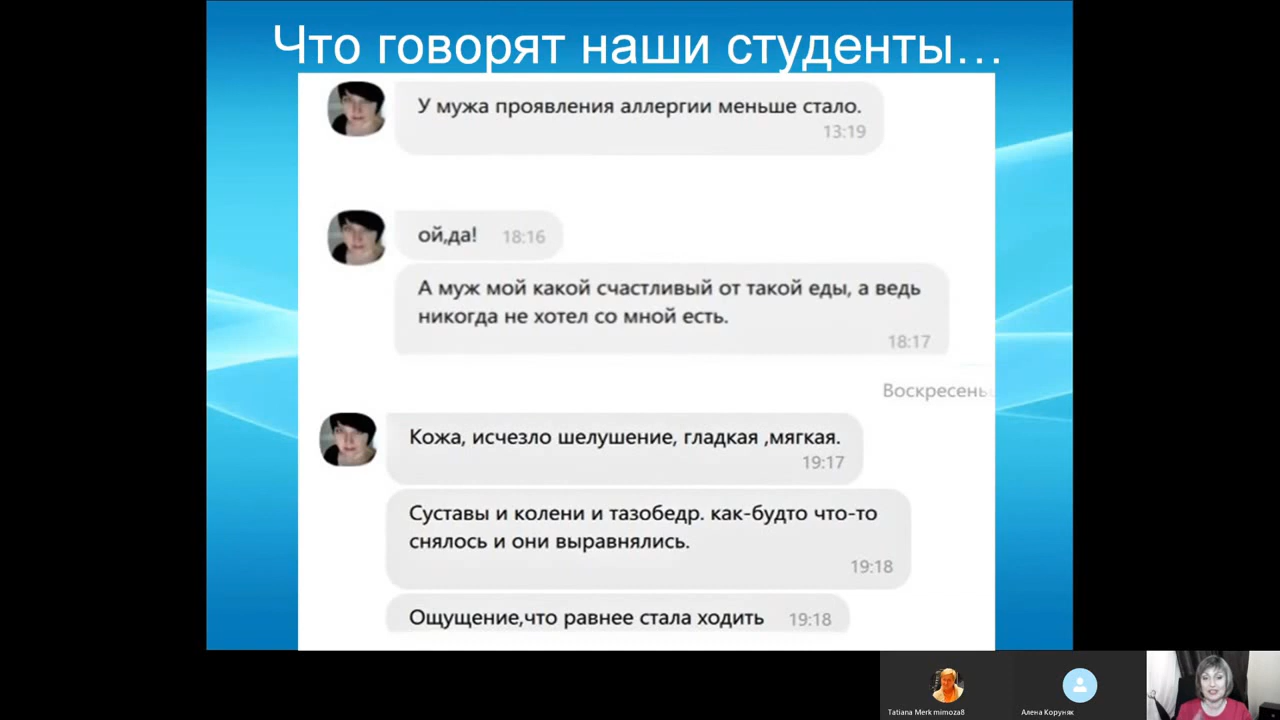 Что говорят наши студенты...
У мужа проявления аллергии меньше стало.
13:19
ой,да! 18:16
А муж мой какой счастливый от такой еды, а ведь
никогда не хотел со мной есть.
18:17
Воскресень
Кожа, исчезло шелушение, гладкая ,мягкая.
19:17
Суставы и колени и тазобедр. как-будто что-то
снялось и они выравнялись.
19:18
Ощущение,что равнее стала ходить 19:18
Tatiana Merk mimoza8
Алена Коруняк